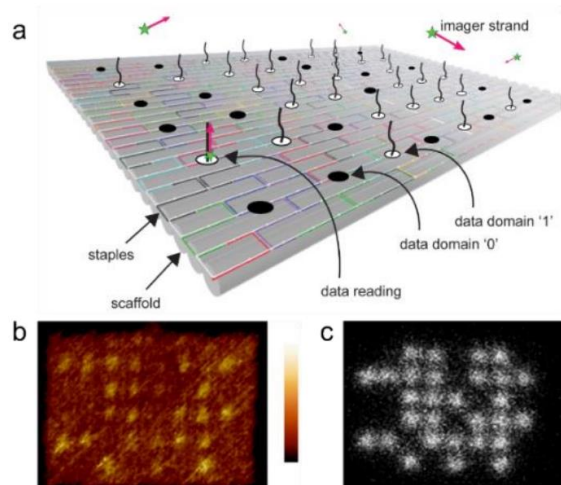 a
imager strand
data domain '1'
data domain '0'
staples
scaffold
data reading
b
c